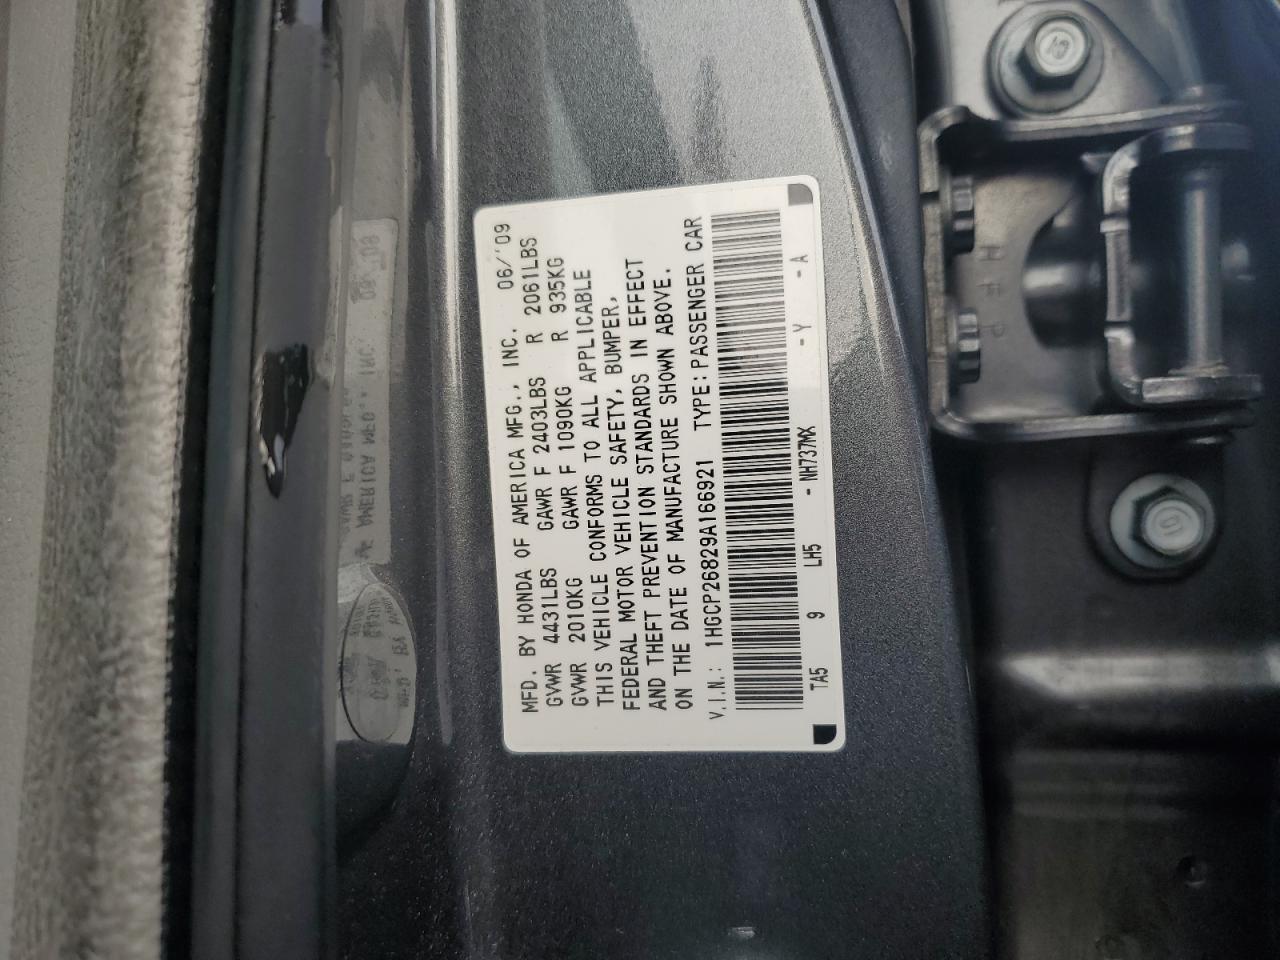 MFD. BY HONDA OF AMERICA MFG., INC. 06/'09
GVWR 4431LBS GAWR F 2403LBS R 2061LBS
GVWR 2010KG GAWR F 1090KG R 935KG
THIS VEHICLE CONFORMS TO ALL APPLICABLE
FEDERAL MOTOR VEHICLE SAFETY, BUMPER,
AND THEFT PREVENTION STANDARDS IN EFFECT
ON THE DATE OF MANUFACTURE SHOWN ABOVE.
V.I.N.: 1HGCP26829A166921 TYPE:PASSENGER CAR
TA5 9 LH5 - NH737MX - Y - A
HFP